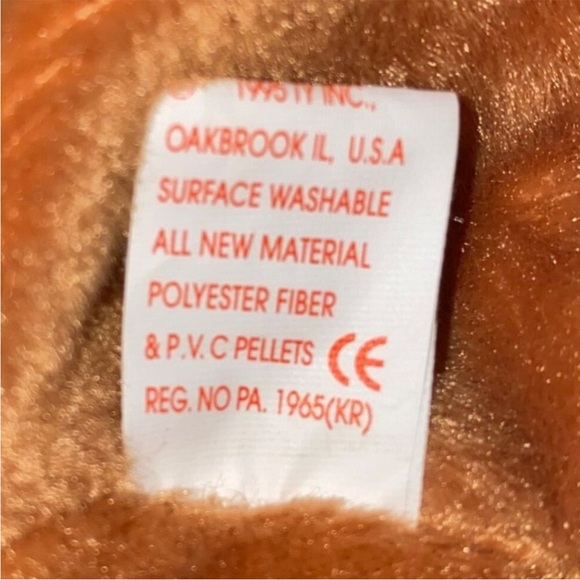 © 1995 TY INC.,
OAKBROOK IL, U.S.A
SURFACE WASHABLE
ALL NEW MATERIAL
POLYESTER FIBER
& P.V.C PELLETS CE
REG. NO PA. 1965(KR)